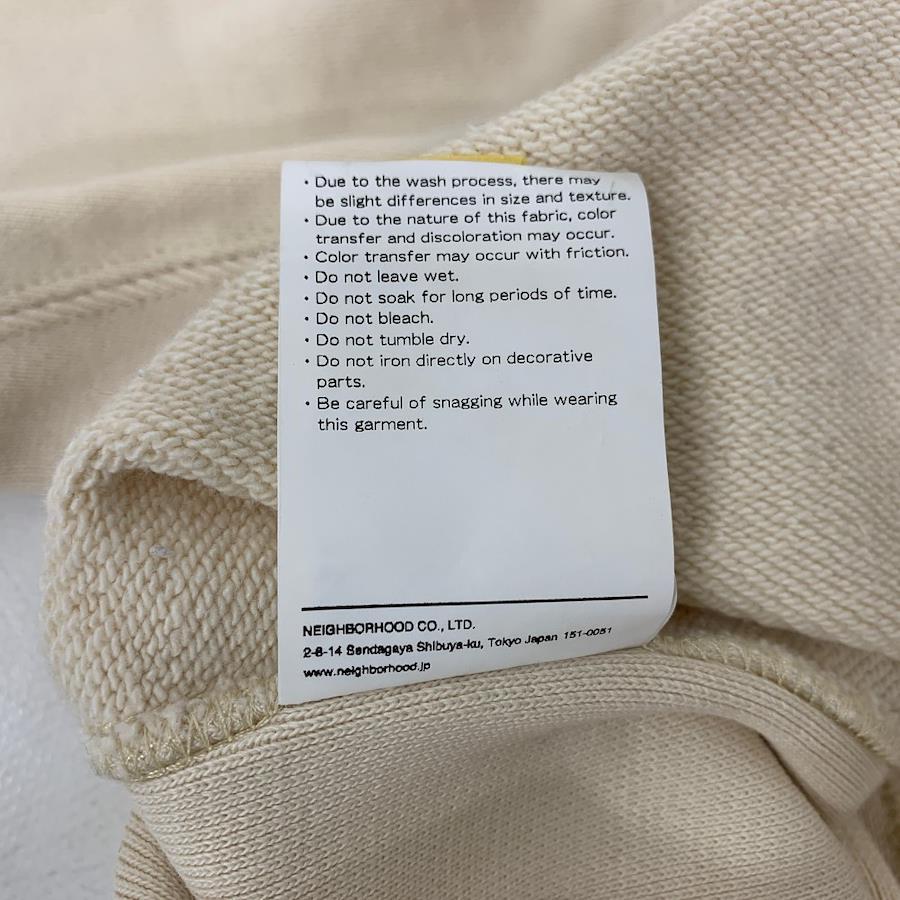 ・Due to the wash process, there may
be slight differences in size and texture.
・Due to the nature of this fabric, color
transfer and discoloration may occur.
・Color transfer may occur with friction.
・Do not leave wet.
・Do not soak for long periods of time.
・Do not bleach.
・Do not tumble dry.
・Do not iron directly on decorative
parts.
・Be careful of snagging while wearing
this garment.
NEIGHBORHOOD CO., LTD.
2-8-14 Sendagaya Shibuya-ku, Tokyo Japan 151-0051
www.neighborhood.jp